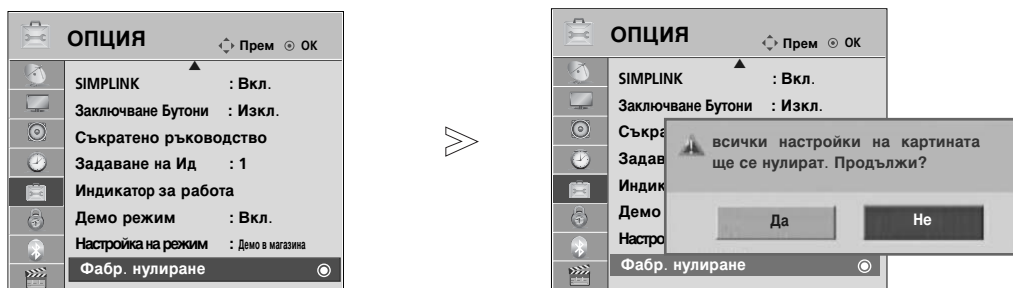 ОПЦИЯ
Прем ОК
SIMPLINK : Вкл.
Заключване Бутони : Изкл.
Съкратено ръководство
Задаване на Ид : 1
Индикатор за работа
Демо режим : Вкл.
Настройка на режим : Демо в магазина
Фабр. нулиране
ОПЦИЯ
Прем ОК
SIMPLINK : Вкл.
Заключване Бутони : Изкл.
Съкра
Задав
Индик
Демо
Настро
Фабр. нулиране
всички настройки на картината
ще се нулират. Продължи?
Да Не